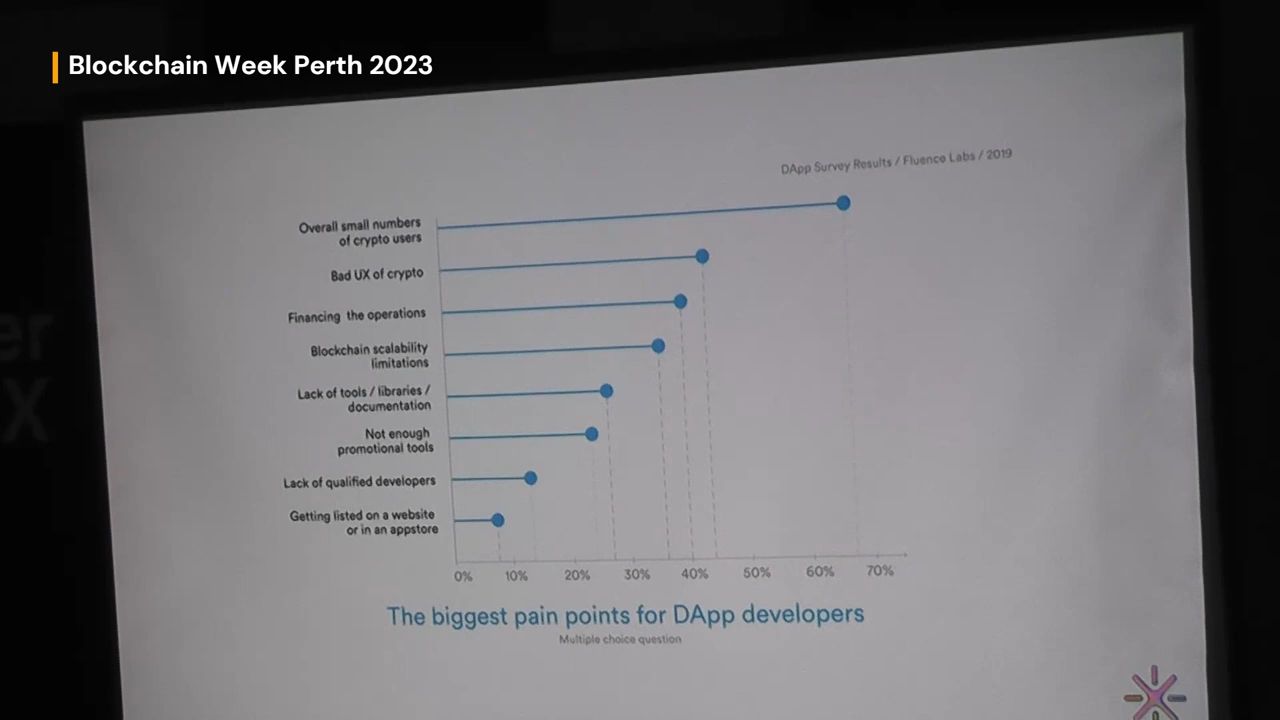 Blockchain Week Perth 2023
DApp Survey Results / Fluence Labs / 2019
Overall small numbers
of crypto users
Bad UX of crypto
Financing the operations
Blockchain scalability
limitations
Lack of tools / libraries /
documentation
Not enough
promotional tools
Lack of qualified developers
Getting listed on a website
or in an appstore
0% 10% 20% 30% 40% 50% 60% 70%
The biggest pain points for DApp developers
Multiple choice question
er
X